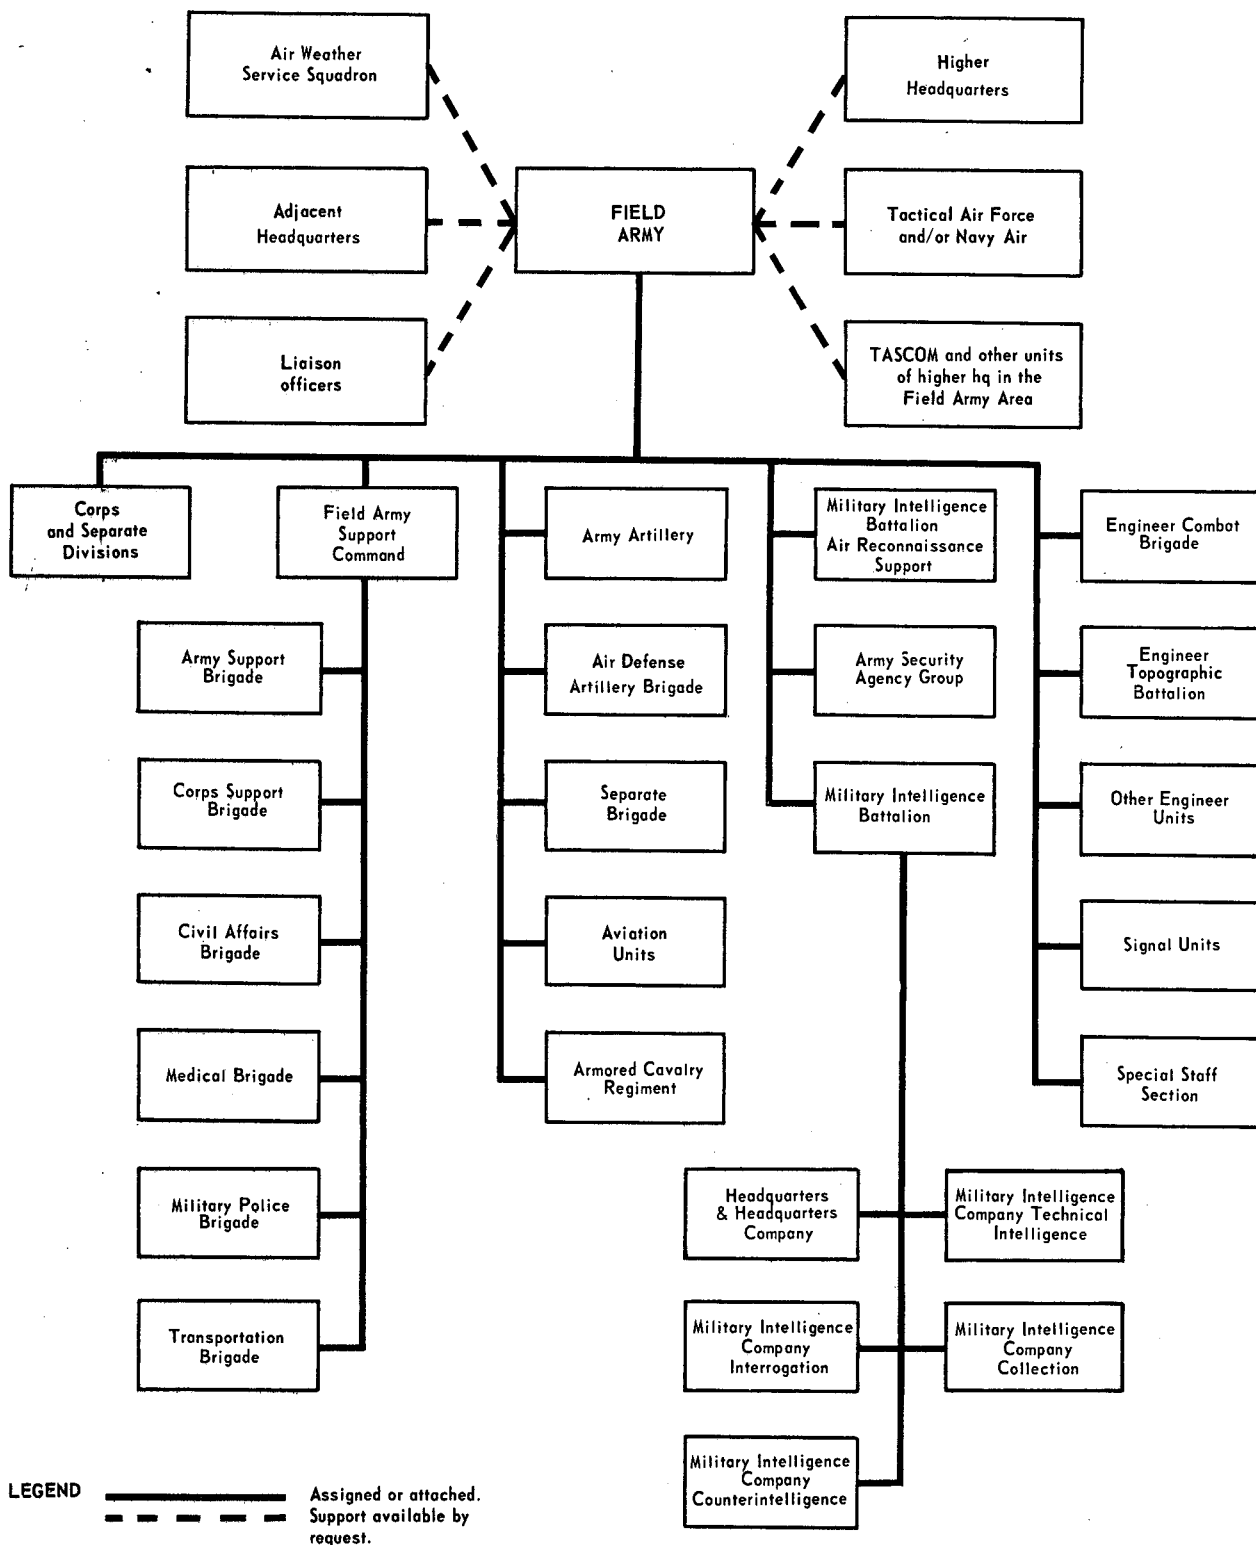 Air Weather
Service Squadron
Higher
Headquarters
Adjacent
Headquarters
FIELD
ARMY
Tactical Air Force
and/or Navy Air
Liaison
officers
TASCOM and other units
of higher hq in the
Field Army Area
Corps
and Separate
Divisions
Field Army
Support
Command
Army Support
Brigade
Corps Support
Brigade
Civil Affairs
Brigade
Medical Brigade
Military Police
Brigade
Transportation
Brigade
Army Artillery
Air Defense
Artillery Brigade
Separate
Brigade
Aviation
Units
Armored Cavalry
Regiment
Military Intelligence
Battalion
Air Reconnaissance
Support
Army Security
Agency Group
Military Intelligence
Battalion
Headquarters
& Headquarters
Company
Military Intelligence
Company Technical
Intelligence
Military Intelligence
Company
Interrogation
Military Intelligence
Company
Collection
Military Intelligence
Company
Counterintelligence
Engineer Combat
Brigade
Engineer
Topographic
Battalion
Other Engineer
Units
Signal Units
Special Staff
Section
LEGEND
Assigned or attached.
Support available by
request.